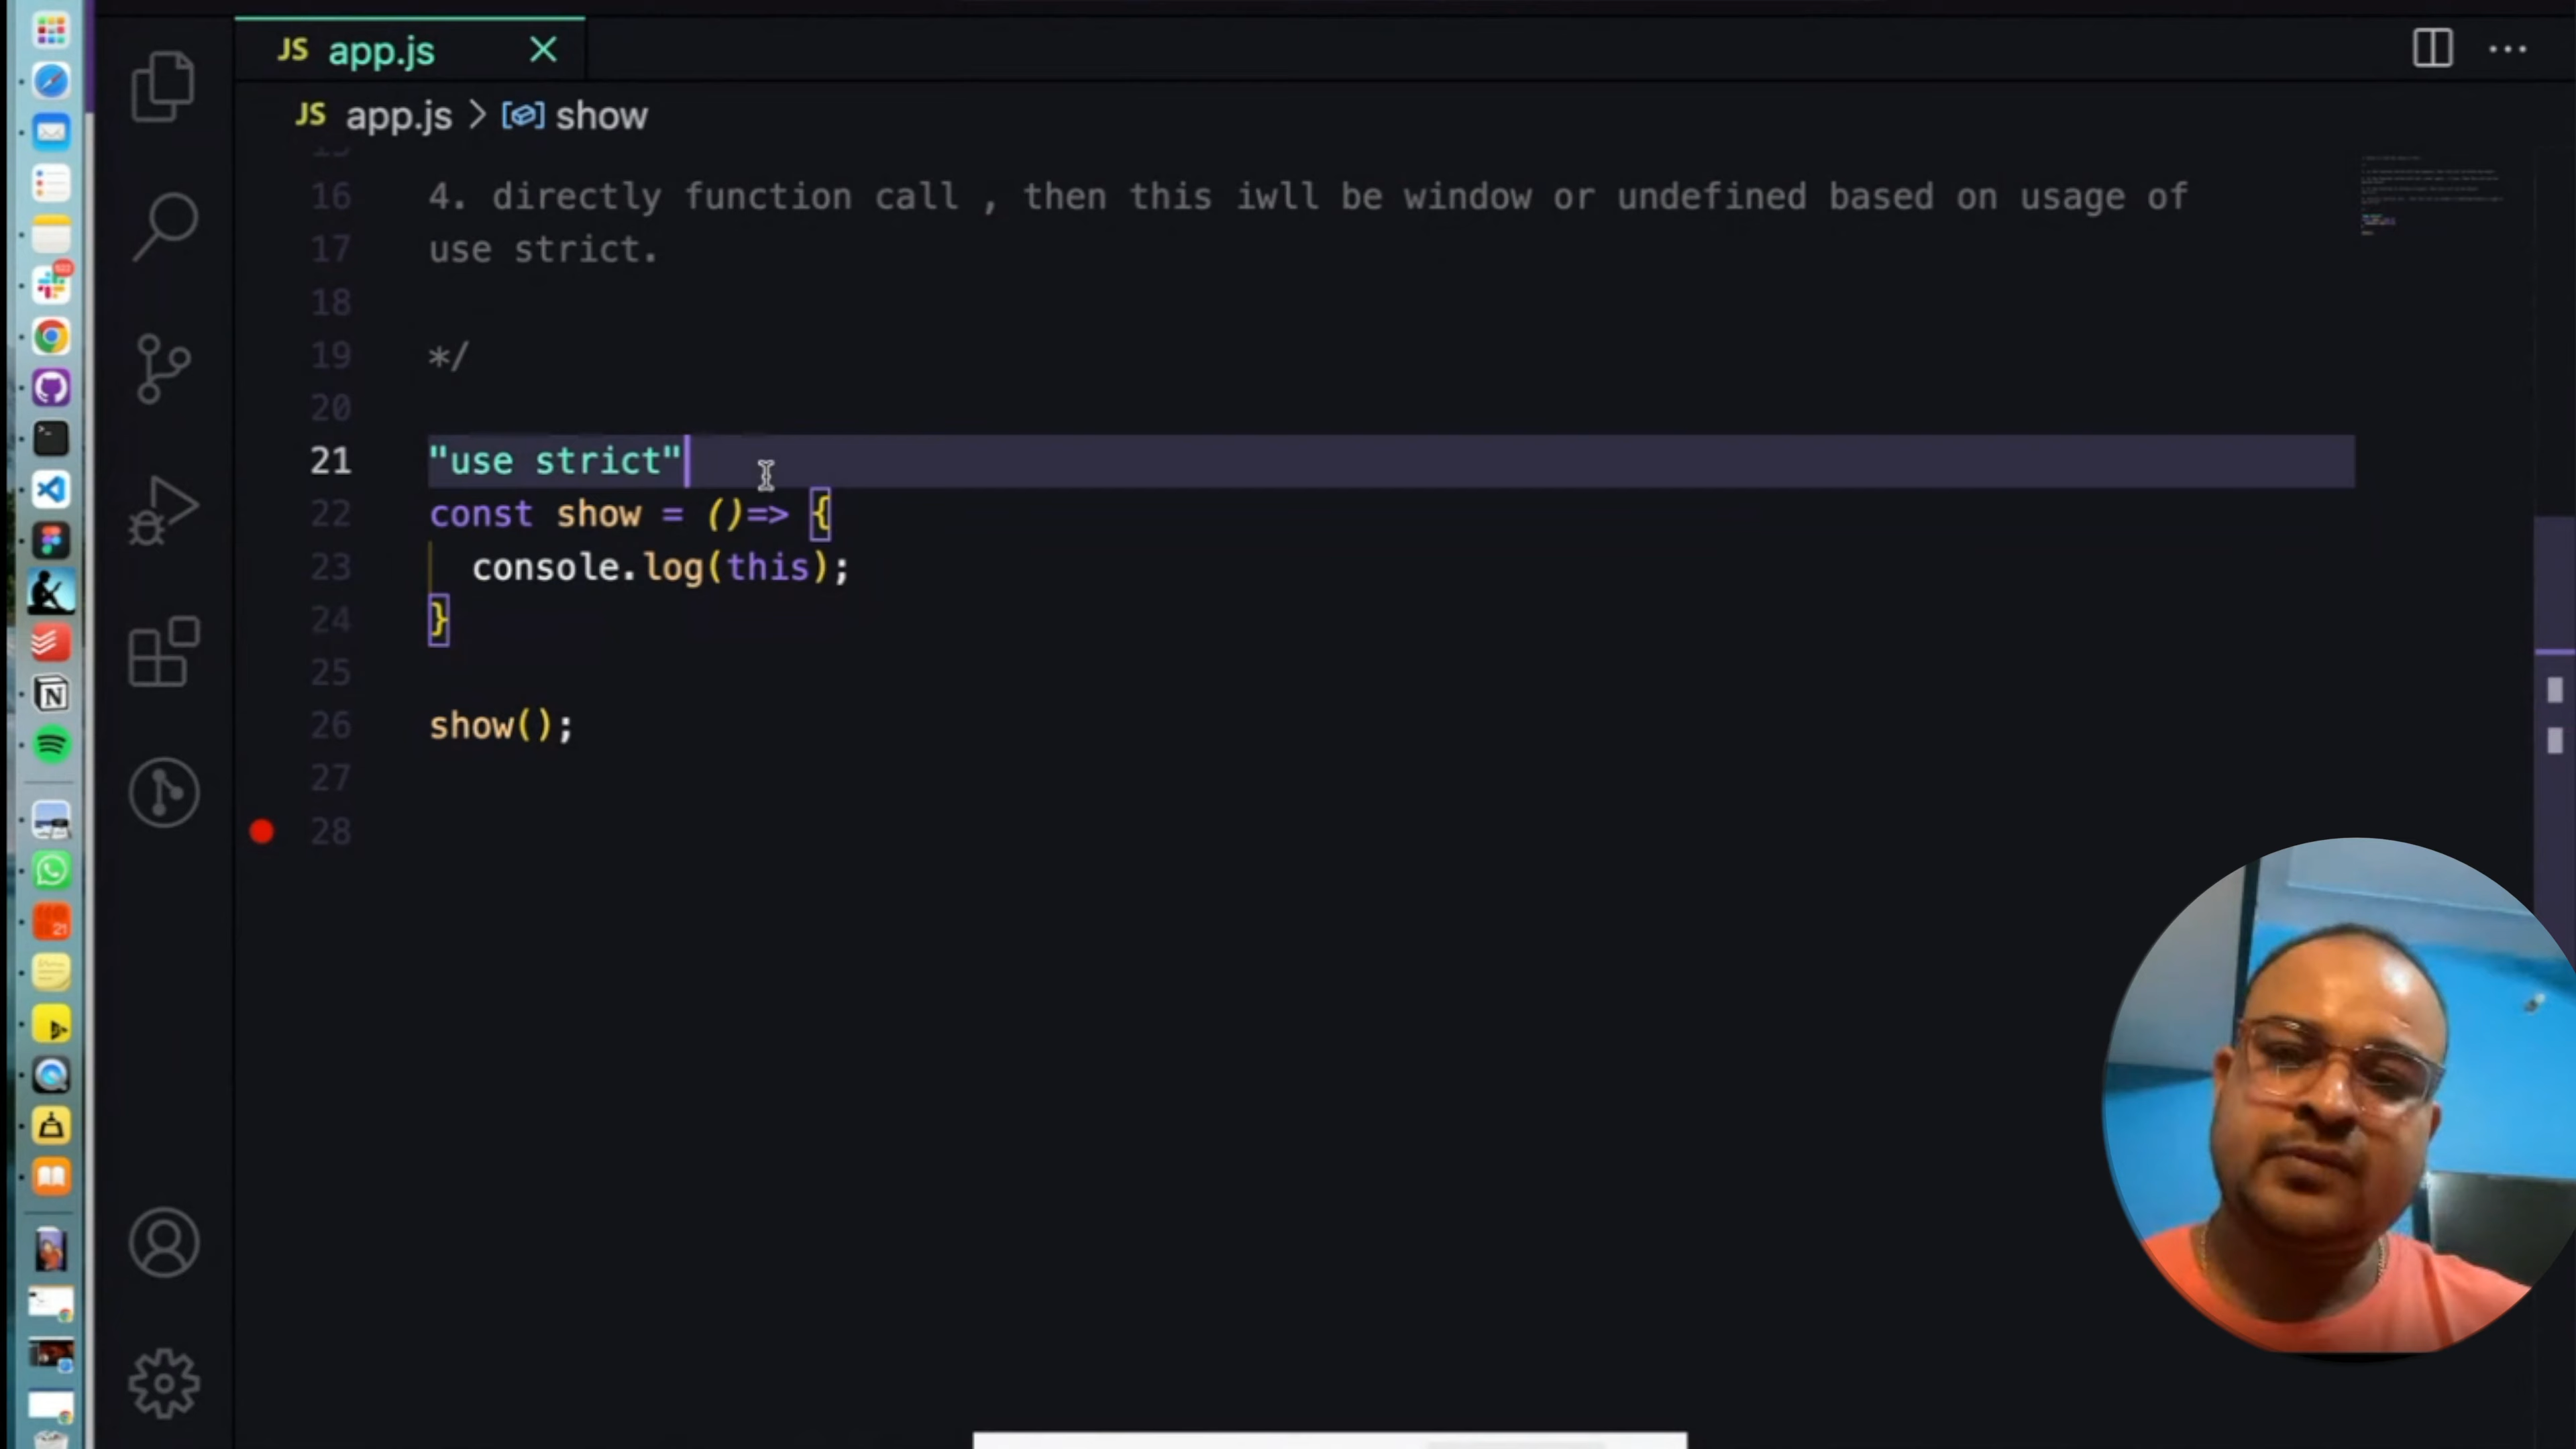 JS app.js
JS app.js > show
16 4. directly function call , then this iwll be window or undefined based on usage of
17 use strict.
18
19 */
20
21 "use strict"
22 const show = ()=> {
23 console.log(this);
24 }
25
26 show();
27
28